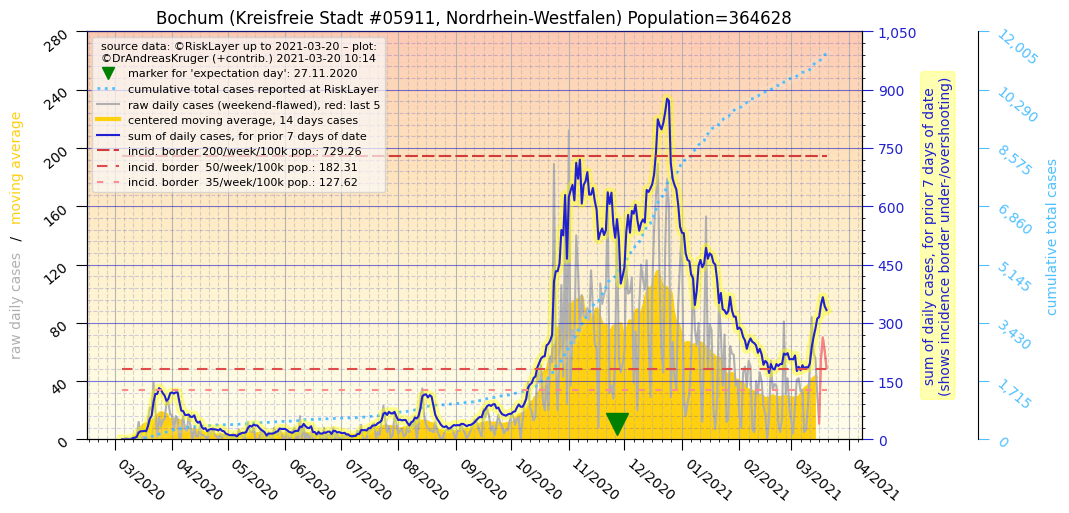 Bochum (Kreisfreie Stadt #05911, Nordrhein-Westfalen) Population=364628
source data: ©RiskLayer up to 2021-03-20 – plot:
©DrAndreasKruger (+contrib.) 2021-03-20 10:14
marker for 'expectation day': 27.11.2020
cumulative total cases reported at RiskLayer
raw daily cases (weekend-flawed), red: last 5
centered moving average, 14 days cases
sum of daily cases, for prior 7 days of date
incid. border 200/week/100k pop.: 729.26
incid. border  50/week/100k pop.: 182.31
incid. border  35/week/100k pop.: 127.62
raw daily cases / moving average
280
240
200
160
120
80
40
0
03/2020
04/2020
05/2020
06/2020
07/2020
08/2020
09/2020
10/2020
11/2020
12/2020
01/2021
02/2021
03/2021
04/2021
1,050
900
750
600
450
300
150
0
sum of daily cases, for prior 7 days of date
(shows incidence border under-/overshooting)
12,005
10,290
8,575
6,860
5,145
3,430
1,715
0
cumulative total cases